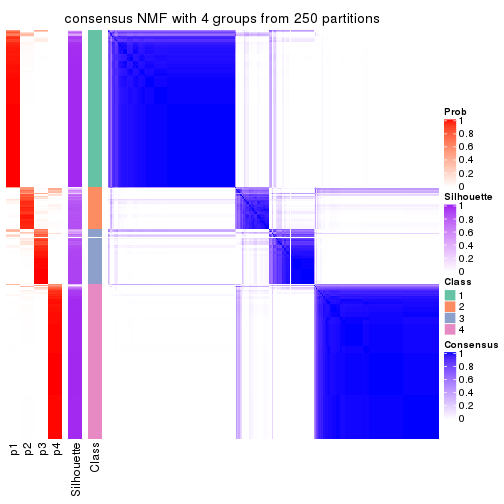 consensus NMF with 4 groups from 250 partitions
Prob
1
0.8
0.6
0.4
0.2
0
Silhouette
1
0.8
0.6
0.4
0.2
0
Class
1
2
3
4
Consensus
1
0.8
0.6
0.4
0.2
0
p1
p2
p3
p4
Silhouette
Class